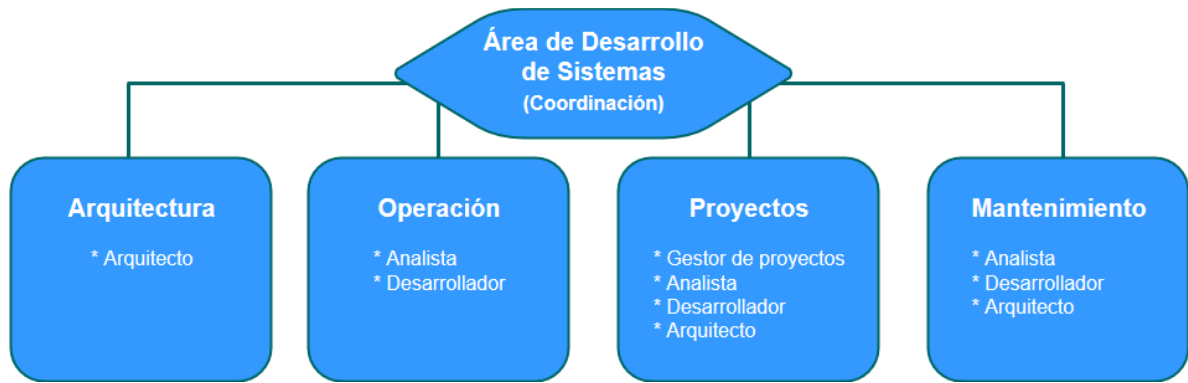 Área de Desarrollo
de Sistemas
(Coordinación)
Arquitectura
* Arquitecto
Operación
* Analista
* Desarrollador
Proyectos
* Gestor de proyectos
* Analista
* Desarrollador
* Arquitecto
Mantenimiento
* Analista
* Desarrollador
* Arquitecto